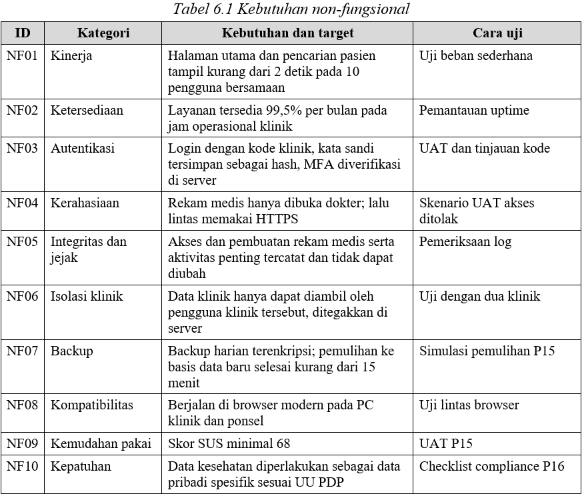 Tabel 6.1 Kebutuhan non-fungsional
ID Kategori Kebutuhan dan target Cara uji
NF01 Kinerja Halaman utama dan pencarian pasien Uji beban sederhana
tampil kurang dari 2 detik pada 10
pengguna bersamaan
NF02 Ketersediaan Layanan tersedia 99,5% per bulan pada Pemantauan uptime
jam operasional klinik
NF03 Autentikasi Login dengan kode klinik, kata sandi UAT dan tinjauan kode
tersimpan sebagai hash, MFA diverifikasi
di server
NF04 Kerahasiaan Rekam medis hanya dibuka dokter; lalu Skenario UAT akses
lintas memakai HTTPS ditolak
NF05 Integritas dan Akses dan pembuatan rekam medis serta Pemeriksaan log
jejak aktivitas penting tercatat dan tidak dapat
diubah
NF06 Isolasi klinik Data klinik hanya dapat diambil oleh Uji dengan dua klinik
pengguna klinik tersebut, ditegakkan di
server
NF07 Backup Backup harian terenkripsi; pemulihan ke Simulasi pemulihan P15
basis data baru selesai kurang dari 15
menit
NF08 Kompatibilitas Berjalan di browser modern pada PC Uji lintas browser
klinik dan ponsel
NF09 Kemudahan pakai Skor SUS minimal 68 UAT P15
NF10 Kepatuhan Data kesehatan diperlakukan sebagai data Checklist compliance P16
pribadi spesifik sesuai UU PDP